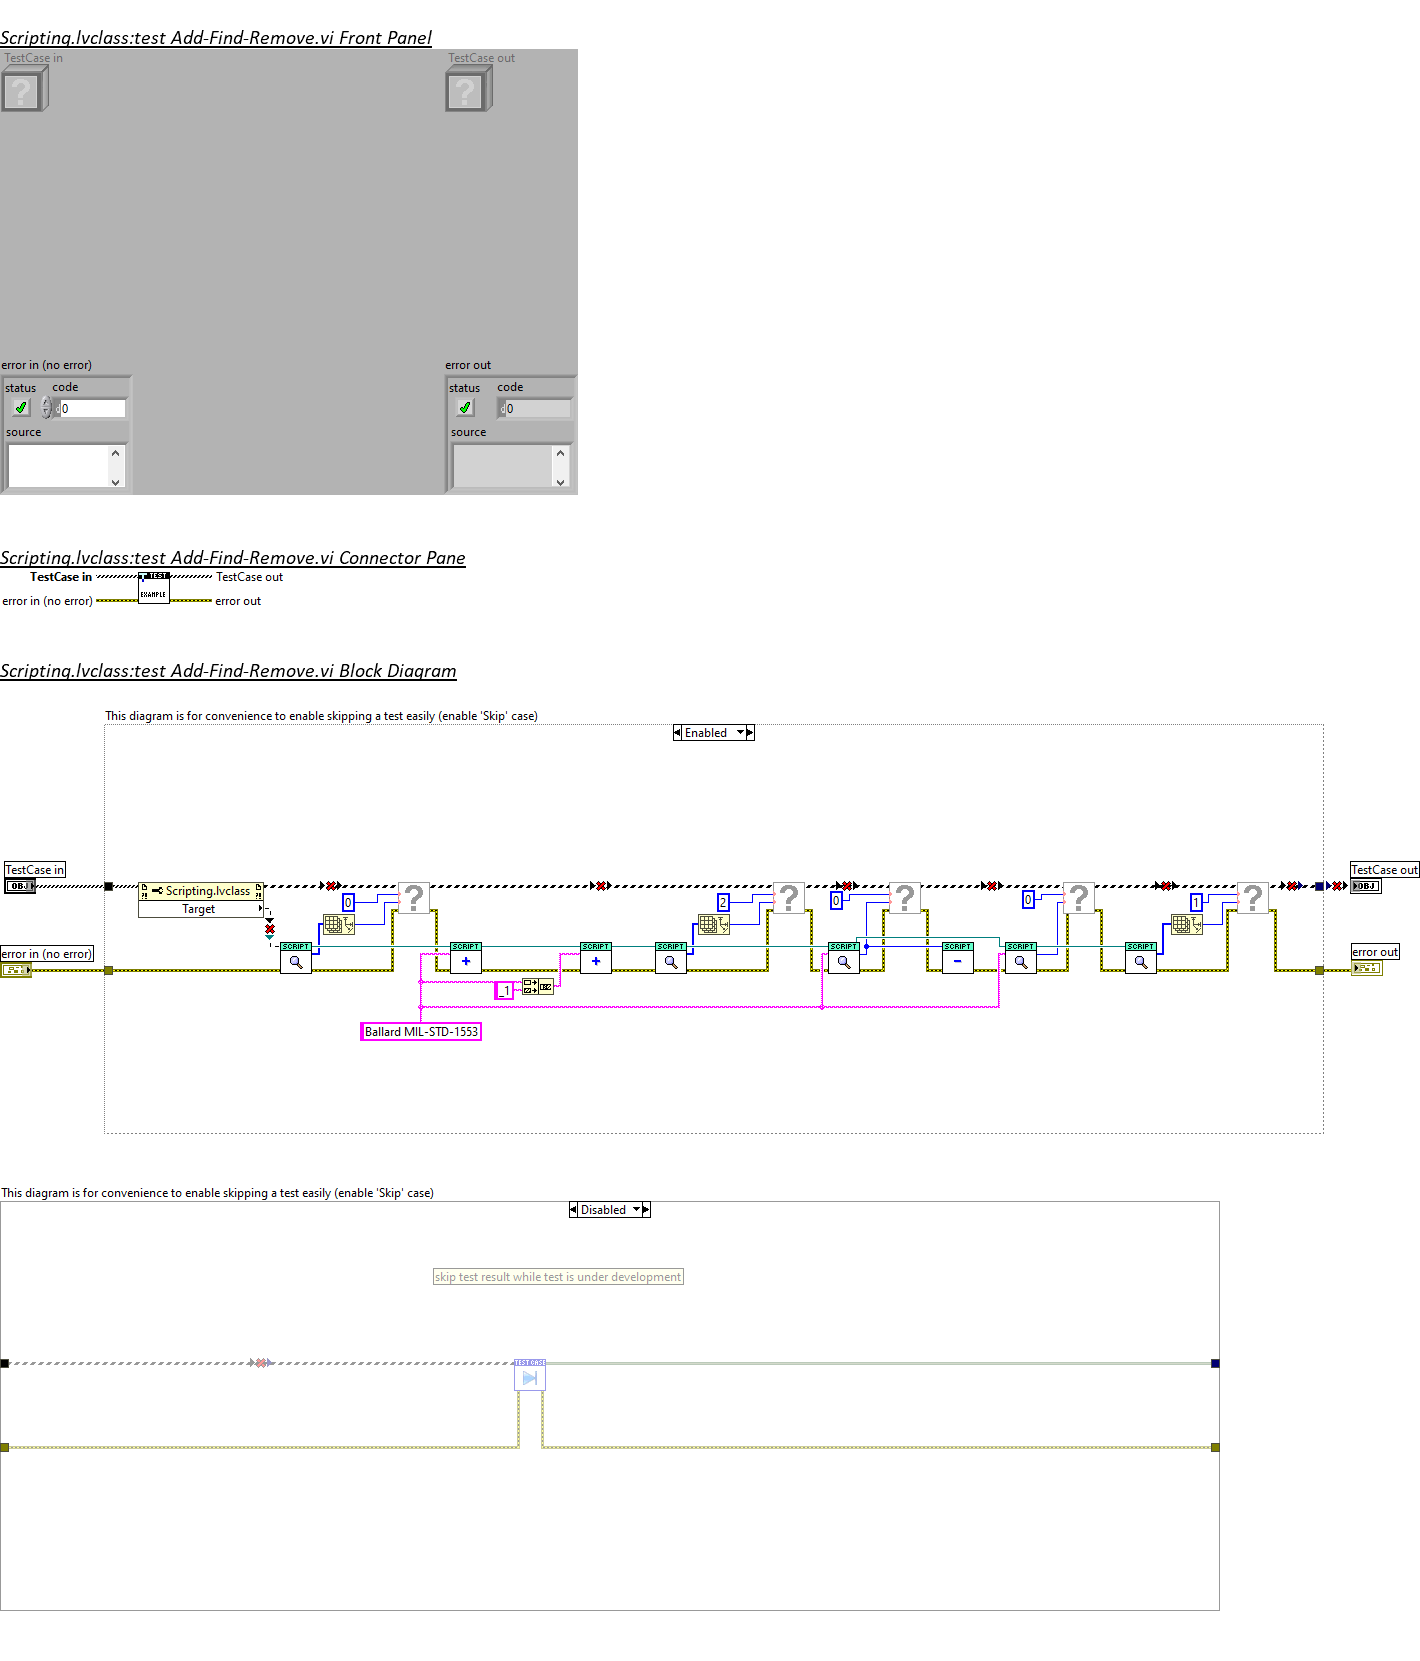 Scripting.lvclass:test Add-Find-Remove.vi Front Panel
TestCase in
TestCase out
?
?
error in (no error)
error out
status
code
status
code
d
0
d
0
source
source
Scripting.lvclass:test Add-Find-Remove.vi Connector Pane
TestCase in
TEST
TestCase out
error in (no error)
EXAMPLE
error out
Scripting.lvclass:test Add-Find-Remove.vi Block Diagram
This diagram is for convenience to enable skipping a test easily (enable 'Skip' case)
Enabled
TestCase in
TestCase out
OBJ
OBJ
Scripting.lvclass
Target
0
?
2
?
0
?
0
?
1
?
error in (no error)
error out
SCRIPT
SCRIPT
+
SCRIPT
+
SCRIPT
SCRIPT
SCRIPT
-
SCRIPT
SCRIPT
_1
Ballard MIL-STD-1553
This diagram is for convenience to enable skipping a test easily (enable 'Skip' case)
Disabled
skip test result while test is under development
TEST CASE